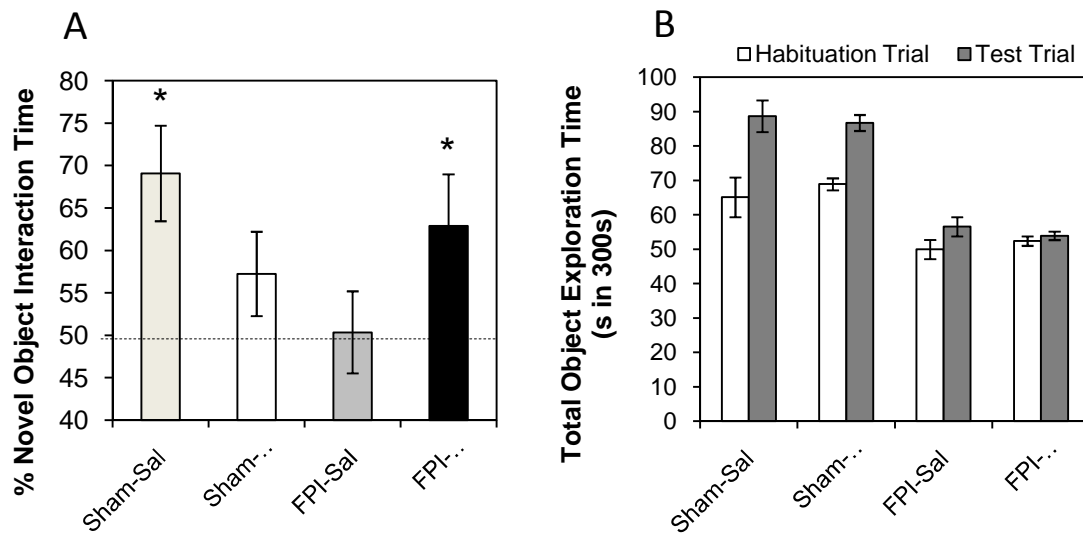 A
% Novel Object Interaction Time
80
75
70
65
60
55
50
45
40
*
*
Sham-Sal
Sham-..
FPI-Sal
FPI-..
B
Habituation Trial
Test Trial
Total Object Exploration Time
(s in 300s)
100
90
80
70
60
50
40
30
20
10
0
Sham-Sal
Sham-..
FPI-Sal
FPI-..